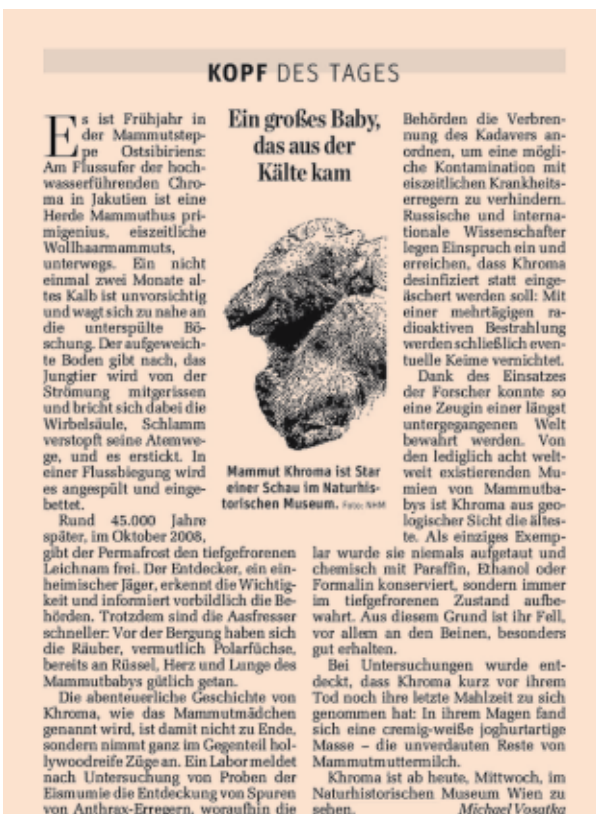 KOPF DES TAGES
Ein großes Baby,
das aus der
Kälte kam
Es ist Frühjahr in
der Mammutstep-
pe Ostsibiriens:
Am Flussufer der hoch-
wasserführenden Chro-
ma in Jakutien ist eine
Herde Mammuthus pri-
migenius, eiszeitliche
Wollhaarmammuts,
unterwegs. Ein nicht
einmal zwei Monate al-
tes Kalb ist unvorsichtig
und wagt sich zu nahe an
die unterspülte Bö-
schung. Der aufgeweich-
te Boden gibt nach, das
Jungtier wird von der
Strömung mitgerissen
und bricht sich dabei die
Wirbelsäule, Schlamm
verstopft seine Atemwe-
ge, und es erstickt. In
einer Flussbiegung wird
es angespült und einge-
bettet.
Rund 45.000 Jahre
später, im Oktober 2008,
gibt der Permafrost den tiefgefrorenen
Leichnam frei. Der Entdecker, ein ein-
heimischer Jäger, erkennt die Wichtig-
keit und informiert vorbildlich die Be-
hörden. Trotzdem sind die Aasfresser
schneller: Vor der Bergung haben sich
die Räuber, vermutlich Polarfüchse,
bereits an Rüssel, Herz und Lunge des
Mammutbabys gütlich getan.
Die abenteuerliche Geschichte von
Khroma, wie das Mammutmädchen
genannt wird, ist damit nicht zu Ende,
sondern nimmt ganz im Gegenteil hol-
lywoodreife Züge an. Ein Labor meldet
nach Untersuchung von Proben der
Eismumie die Entdeckung von Spuren
von Anthrax-Erregern, woraufhin die
Mammut Khroma ist Star
einer Schau im Naturhis-
torischen Museum. Foto: NHM
Behörden die Verbren-
nung des Kadavers an-
ordnen, um eine mögli-
che Kontamination mit
eiszeitlichen Krankheits-
erregern zu verhindern.
Russische und interna-
tionale Wissenschafter
legen Einspruch ein und
erreichen, dass Khroma
desinfiziert statt einge-
äschert werden soll: Mit
einer mehrtägigen ra-
dioaktiven Bestrahlung
werden schließlich even-
tuelle Keime vernichtet.
Dank des Einsatzes
der Forscher konnte so
eine Zeugin einer längst
untergegangenen Welt
bewahrt werden. Von
den lediglich acht welt-
weit existierenden Mu-
mien von Mammutba-
bys ist Khroma aus geo-
logischer Sicht die ältes-
te. Als einziges Exemp-
lar wurde sie niemals aufgetaut und
chemisch mit Paraffin, Ethanol oder
Formalin konserviert, sondern immer
im tiefgefrorenen Zustand aufbe-
wahrt. Aus diesem Grund ist ihr Fell,
vor allem an den Beinen, besonders
gut erhalten.
Bei Untersuchungen wurde ent-
deckt, dass Khroma kurz vor ihrem
Tod noch ihre letzte Mahlzeit zu sich
genommen hat: In ihrem Magen fand
sich eine cremig-weiße joghurtartige
Masse – die unverdauten Reste von
Mammutmuttermilch.
Khroma ist ab heute, Mittwoch, im
Naturhistorischen Museum Wien zu
sehen. Michael Vosatka